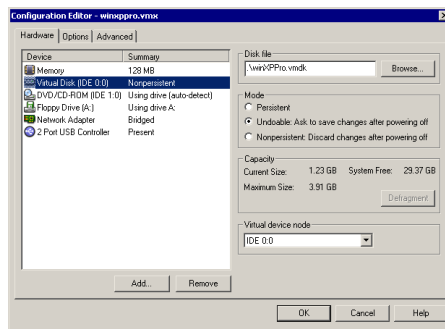 Configuration Editor - winxppro.vmx
Hardware | Options | Advanced
Device Summary
Memory 128 MB
Virtual Disk (IDE 0:0) Nonpersistent
DVD/CD-ROM (IDE 1:0) Using drive (auto-detect)
Floppy Drive (A:) Using drive A:
Network Adapter Bridged
2 Port USB Controller Present
Add...
Remove
Disk file
.\winXPPro.vmdk
Browse...
Mode
Persistent
Undoable: Ask to save changes after powering off
Nonpersistent: Discard changes after powering off
Capacity
Current Size: 1.23 GB System Free: 29.37 GB
Maximum Size: 3.91 GB
Defragment
Virtual device node
IDE 0:0
OK
Cancel
Help